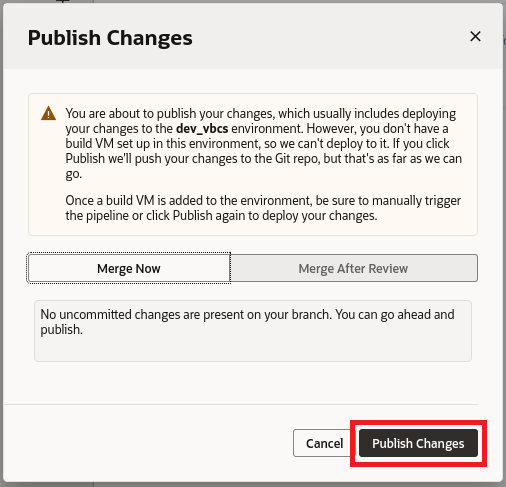 Publish Changes
You are about to publish your changes, which usually includes deploying
your changes to the dev_vbcs environment. However, you don't have a
build VM set up in this environment, so we can't deploy to it. If you click
Publish we'll push your changes to the Git repo, but that's as far as we can
go.
Once a build VM is added to the environment, be sure to manually trigger
the pipeline or click Publish again to deploy your changes.
Merge Now
Merge After Review
No uncommitted changes are present on your branch. You can go ahead and
publish.
Cancel
Publish Changes